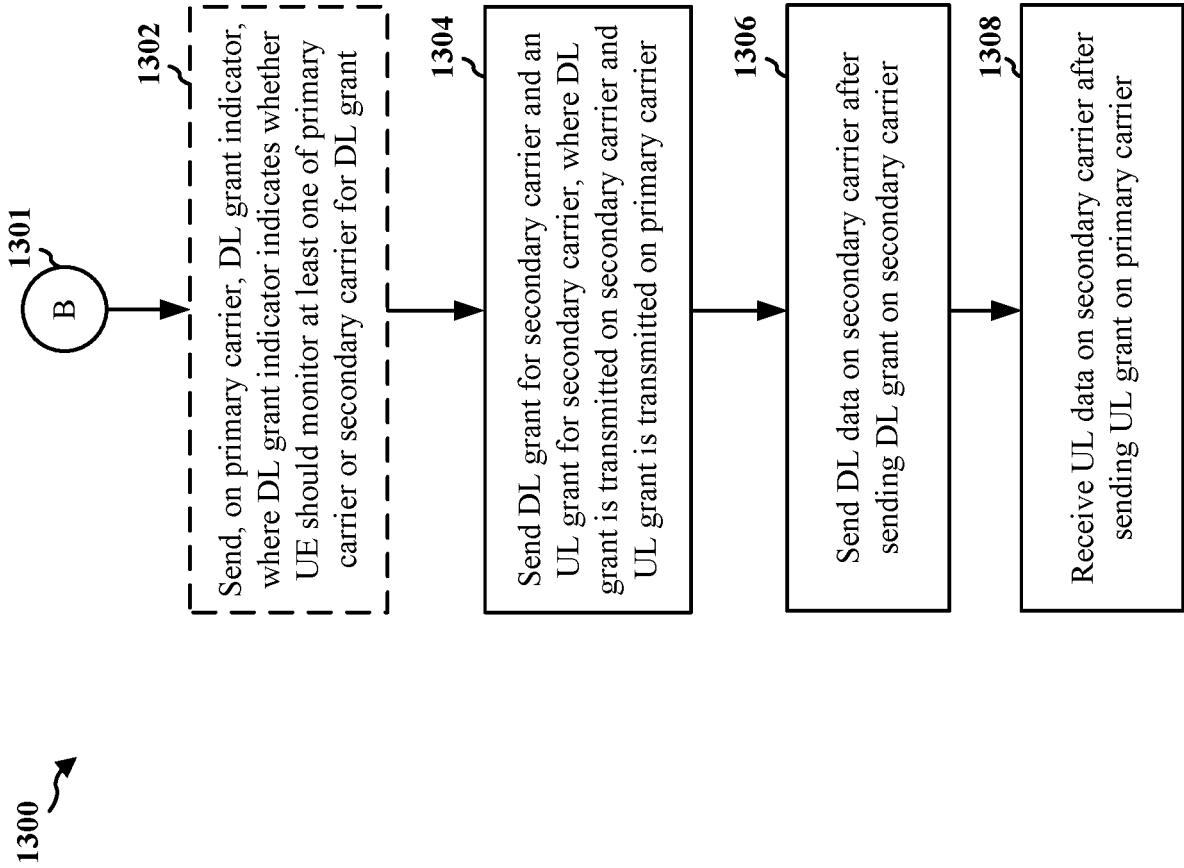 1300
B
1301
1302
Send, on primary carrier, DL grant indicator,
where DL grant indicator indicates whether
UE should monitor at least one of primary
carrier or secondary carrier for DL grant
1304
Send DL grant for secondary carrier and an
UL grant for secondary carrier, where DL
grant is transmitted on secondary carrier and
UL grant is transmitted on primary carrier
1306
Send DL data on secondary carrier after
sending DL grant on secondary carrier
1308
Receive UL data on secondary carrier after
sending UL grant on primary carrier